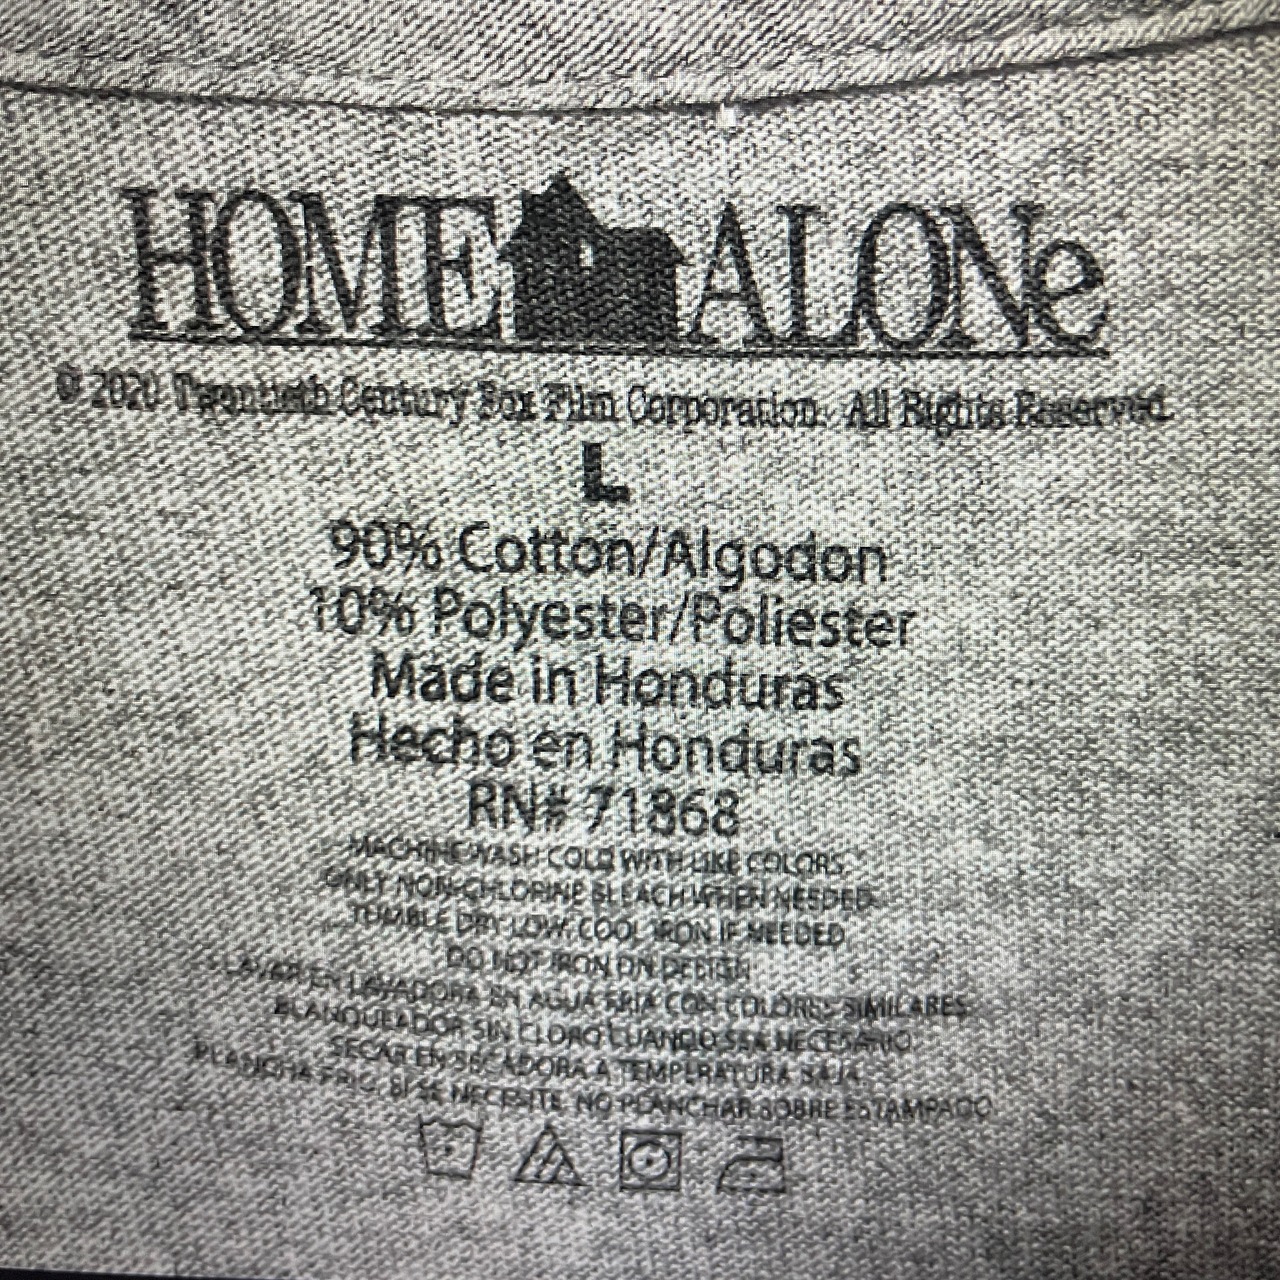 HOME ALONe
© 2020 Twentieth Century Fox Film Corporation. All Rights Reserved.
L
90% Cotton/Algodon
10% Polyester/Poliester
Made in Honduras
Hecho en Honduras
RN# 71868
MACHINE WASH COLD WITH LIKE COLORS
ONLY NON-CHLORINE BLEACH WHEN NEEDED
TUMBLE DRY LOW. COOL IRON IF NEEDED
DO NOT IRON ON DESIGN
LAVAR EN LAVADORA EN AGUA FRIA CON COLORES SIMILARES
BLANQUEADOR SIN CLORO CUANDO SEA NECESARIO
SECAR EN SECADORA A TEMPERATURA BAJA
PLANCHA FRIO, SI SE NECESITE NO PLANCHAR SOBRE ESTAMPADO